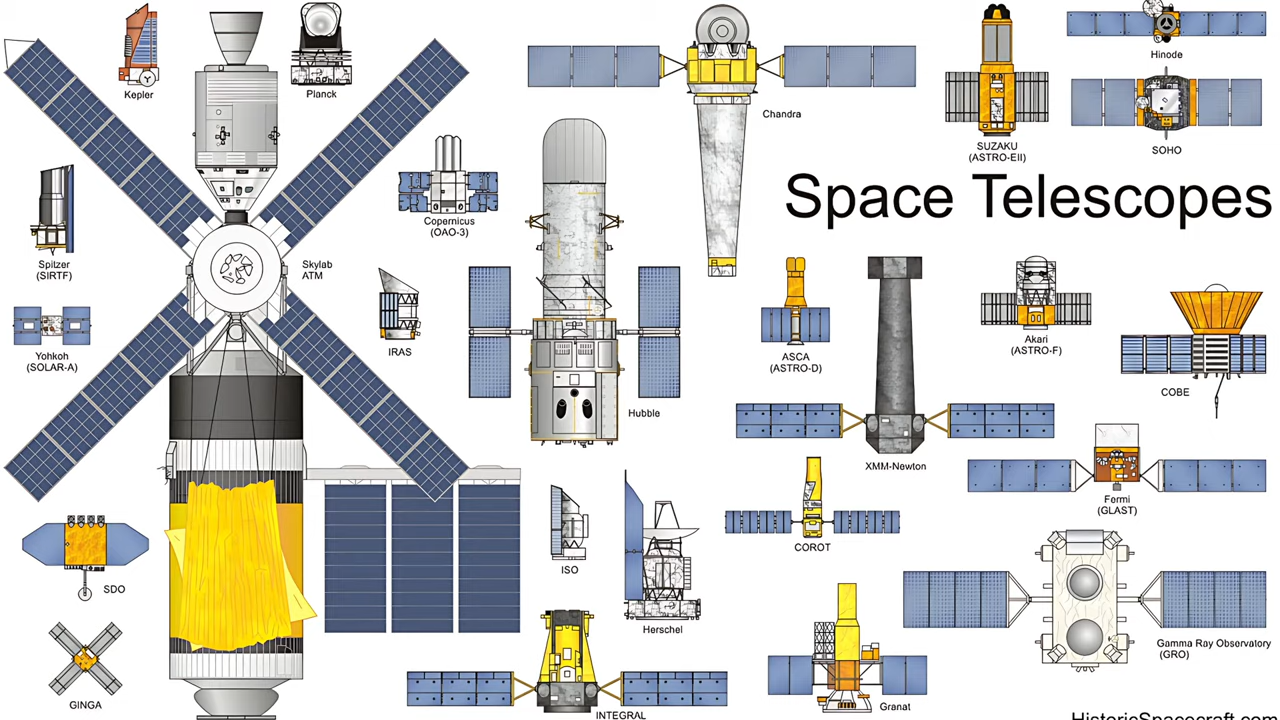 Kepler
Planck
Chandra
SUZAKU
(ASTRO-EII)
Hinode
SOHO
Space Telescopes
Copernicus
(OAO-3)
Spitzer
(SIRTF)
Skylab
ATM
Yohkoh
(SOLAR-A)
IRAS
Hubble
ASCA
(ASTRO-D)
Akari
(ASTRO-F)
COBE
XMM-Newton
Fermi
(GLAST)
COROT
ISO
SDO
Herschel
Gamma Ray Observatory
(GRO)
GINGA
INTEGRAL
Granat
HistoricSpacecraft.com